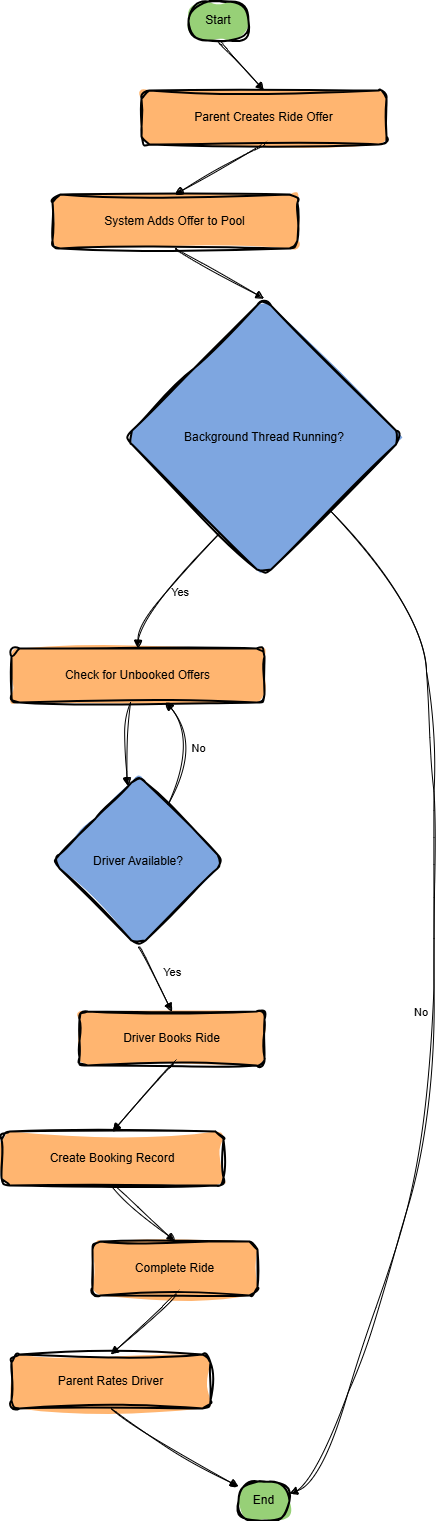 Start
Parent Creates Ride Offer
System Adds Offer to Pool
Background Thread Running?
Yes
Check for Unbooked Offers
No
Driver Available?
Yes
No
Driver Books Ride
Create Booking Record
Complete Ride
Parent Rates Driver
End